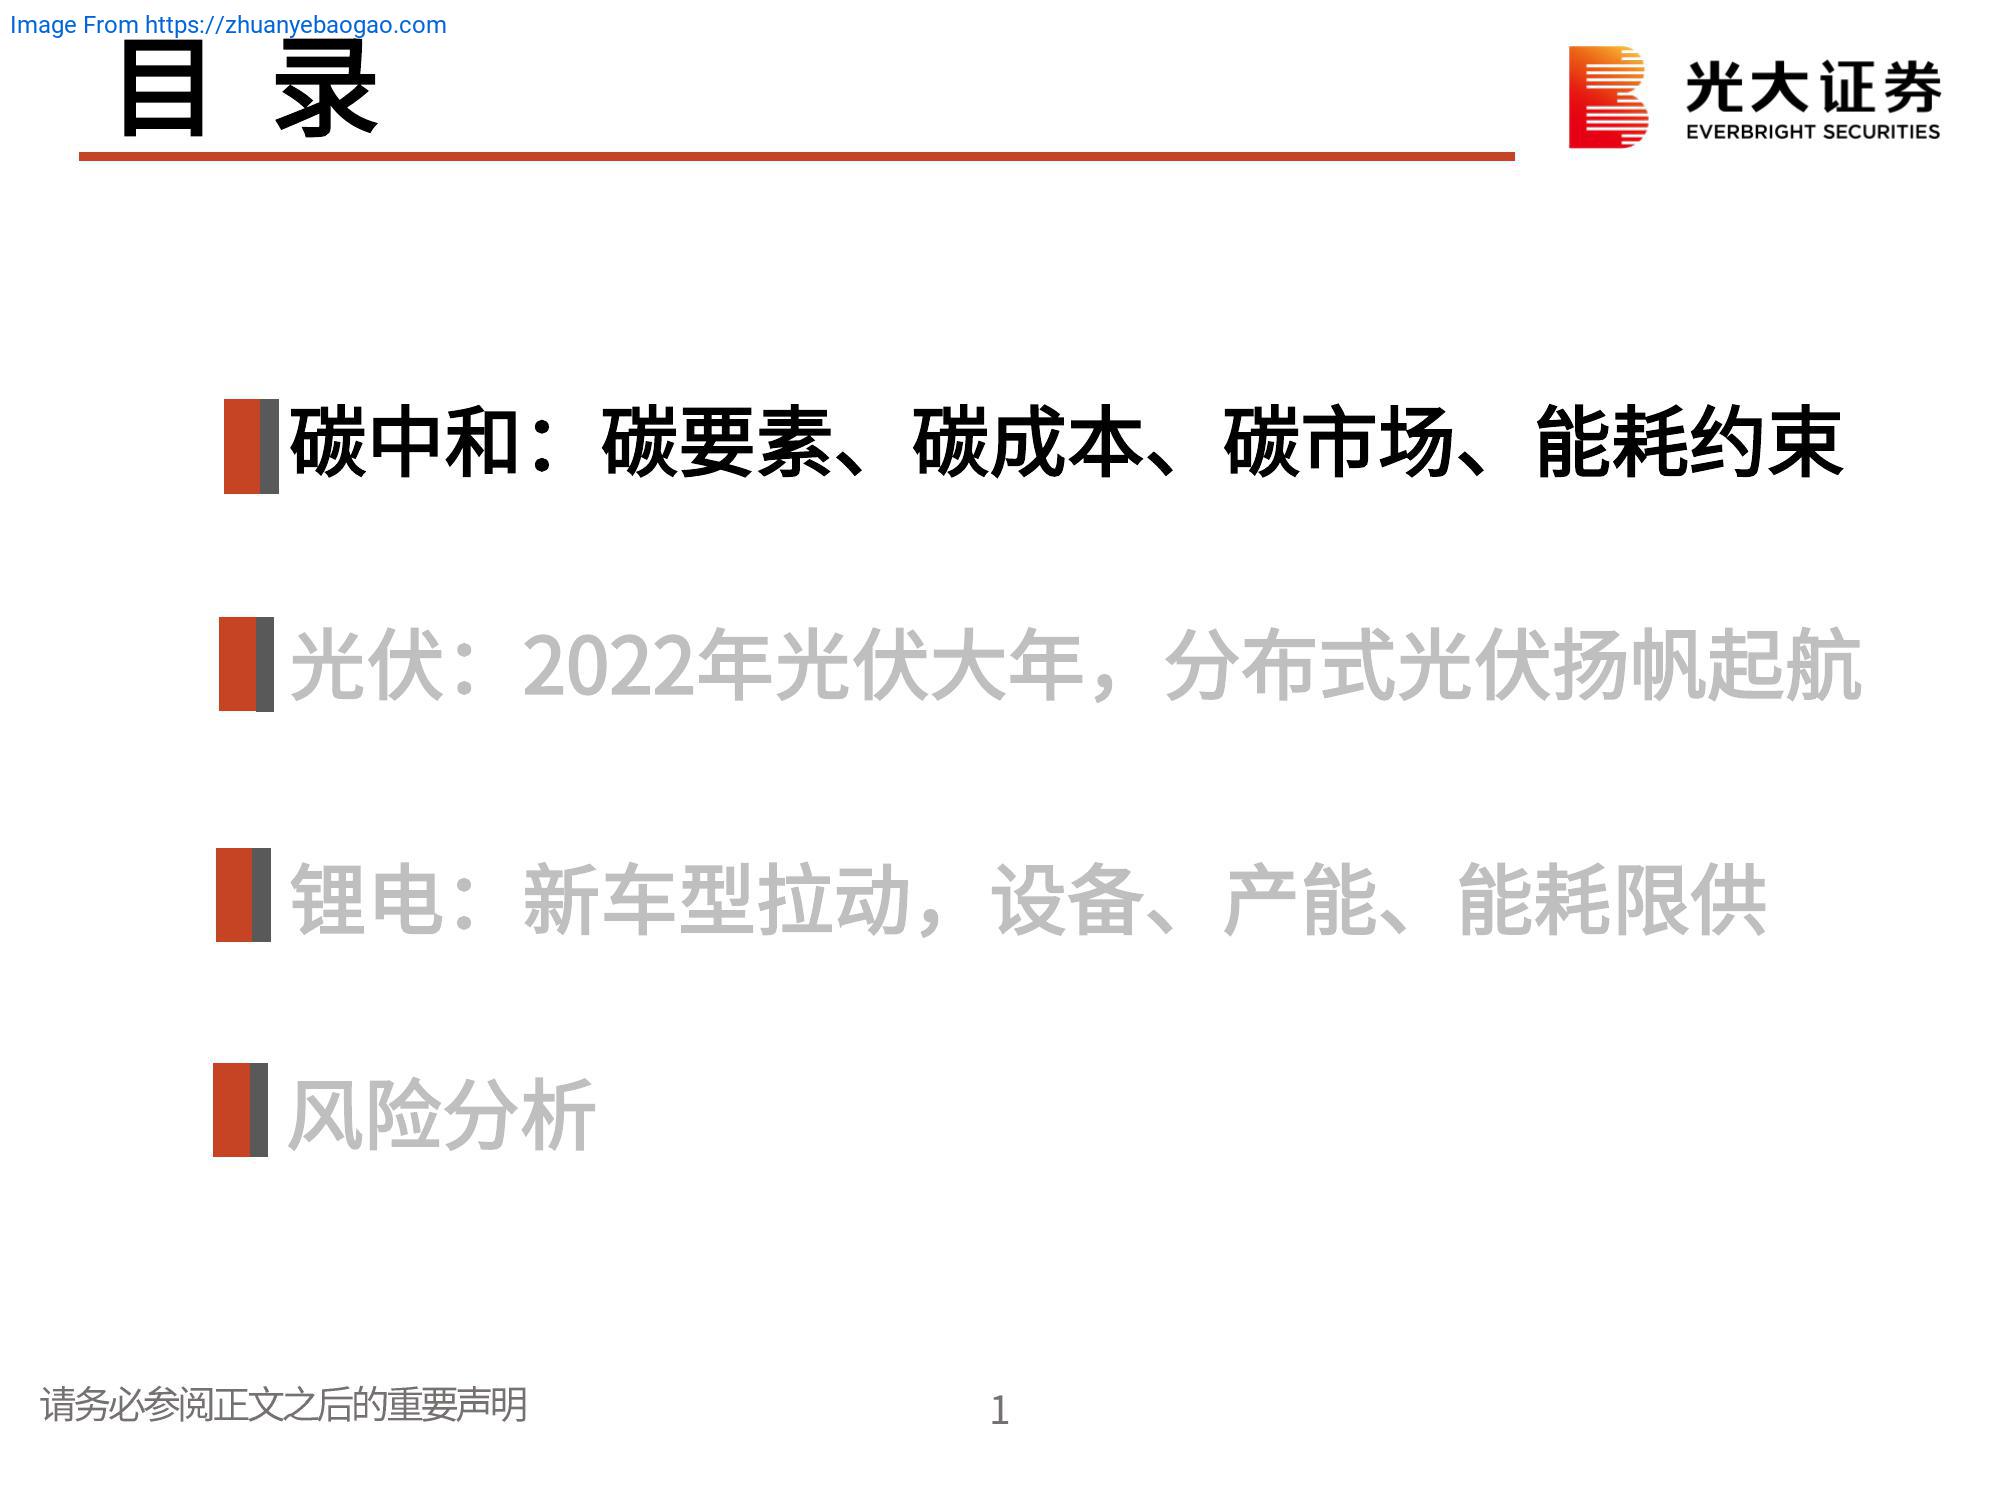 Image From https://zhuanyebaogao.com
目 录
光大证券
EVERBRIGHT SECURITIES
碳中和：碳要素、碳成本、碳市场、能耗约束
光伏：2022年光伏大年，分布式光伏扬帆起航
锂电：新车型拉动，设备、产能、能耗限供
风险分析
请务必参阅正文之后的重要声明
1